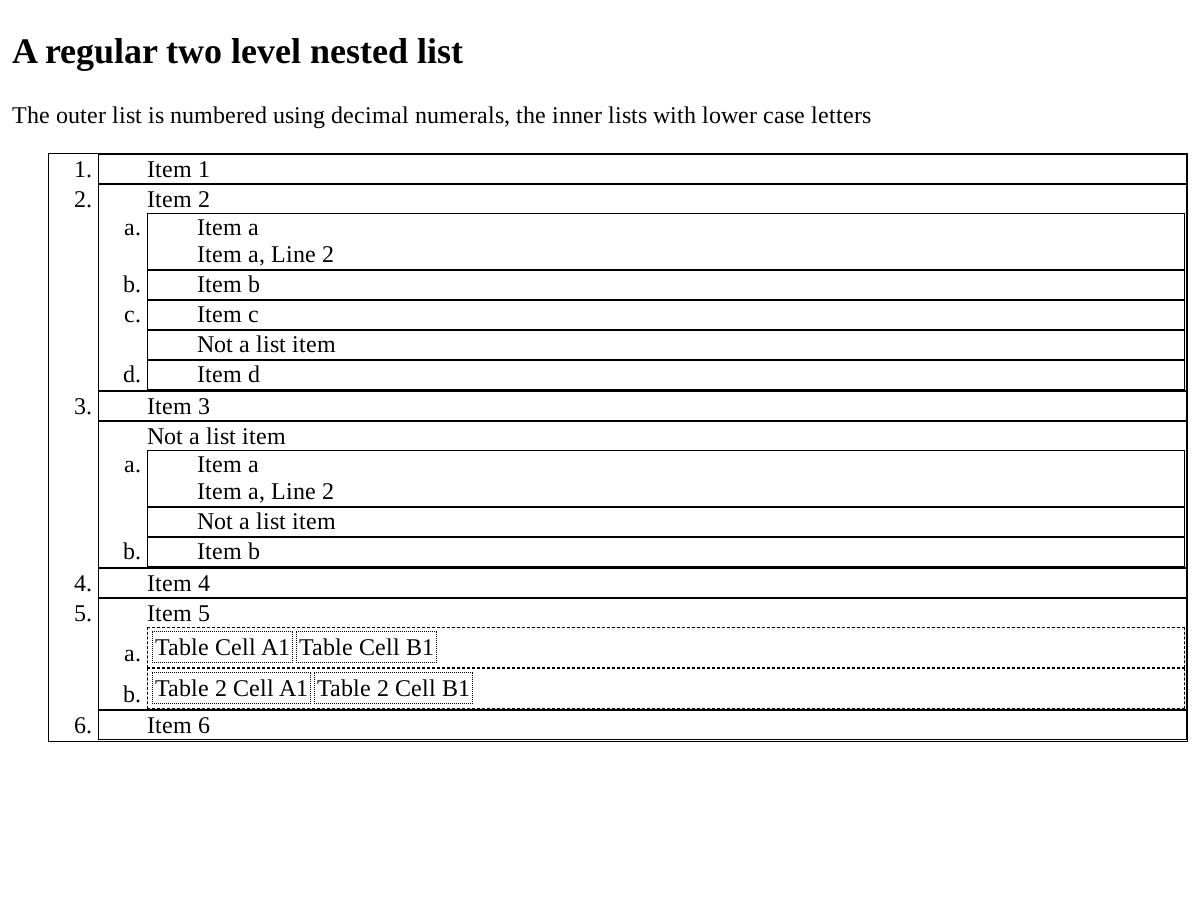 A regular two level nested list
The outer list is numbered using decimal numerals, the inner lists with lower case letters
1. Item 1
2. Item 2
a. Item a
Item a, Line 2
b. Item b
c. Item c
Not a list item
d. Item d
3. Item 3
Not a list item
a. Item a
Item a, Line 2
Not a list item
b. Item b
4. Item 4
5. Item 5
a. Table Cell A1 Table Cell B1
b. Table 2 Cell A1 Table 2 Cell B1
6. Item 6